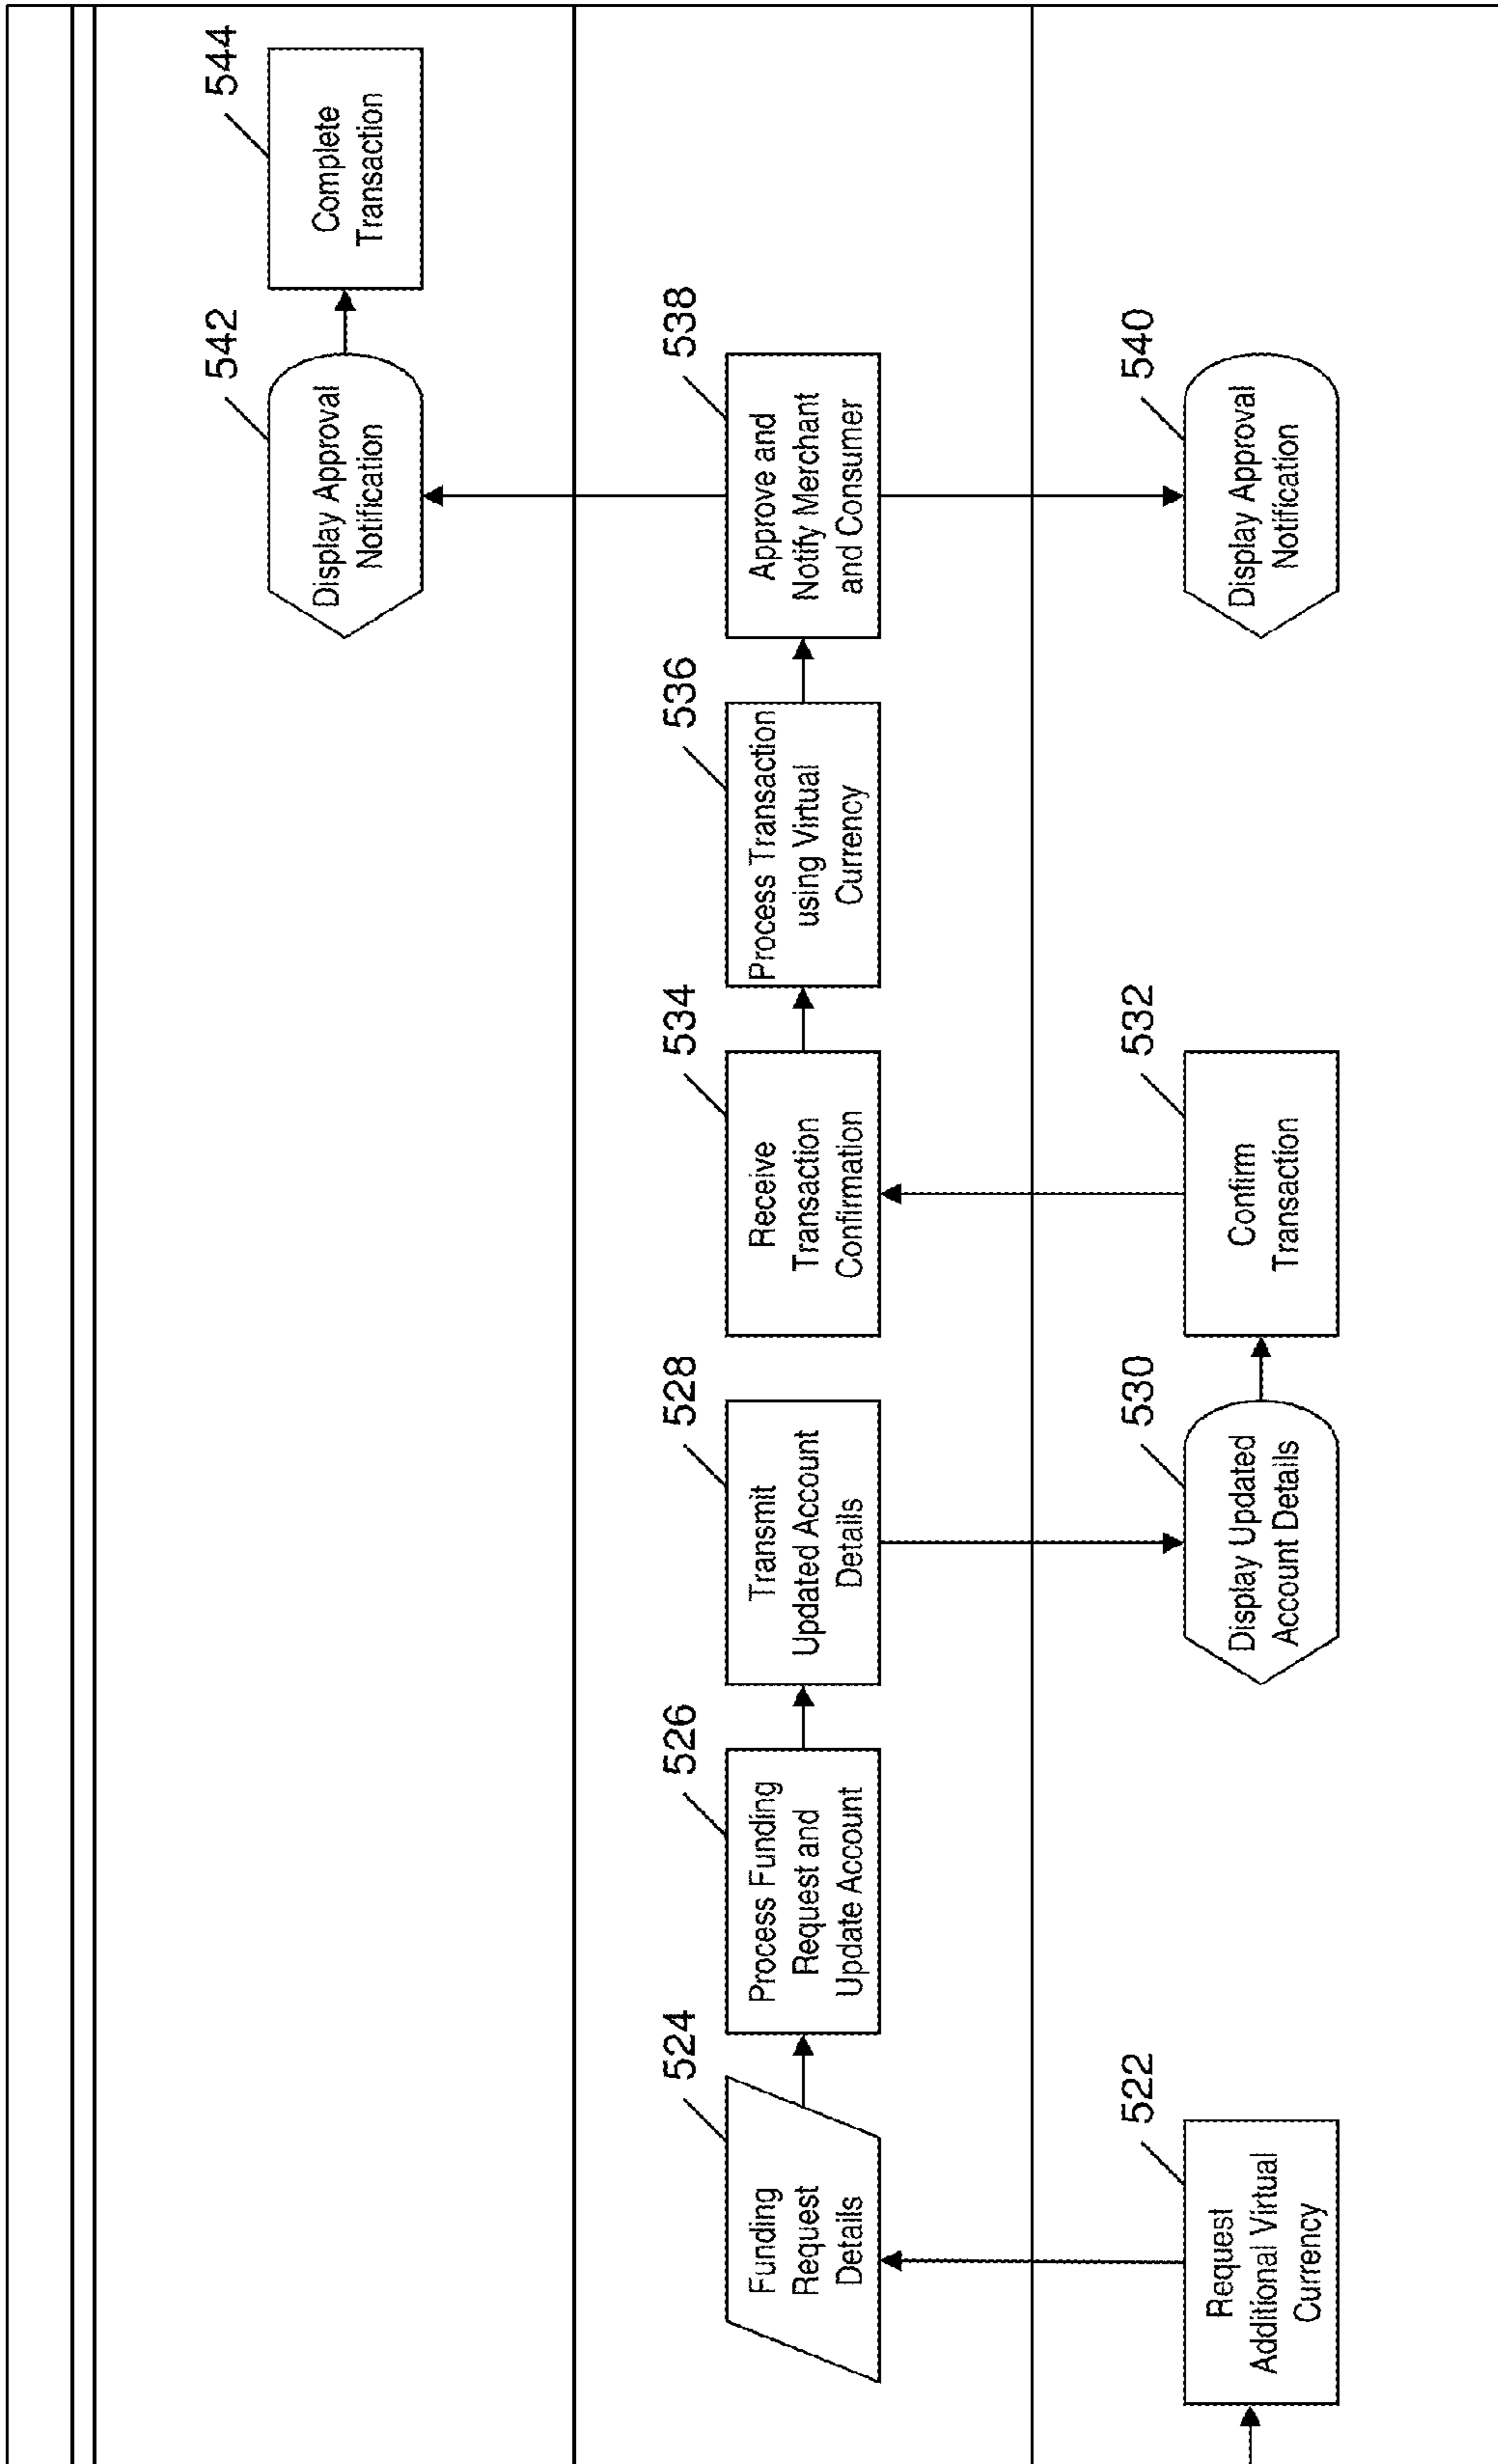 542
Display Approval
Notification
544
Complete
Transaction
524
Funding
Request
Details
526
Process Funding
Request and
Update Account
528
Transmit
Updated Account
Details
534
Receive
Transaction
Confirmation
536
Process Transaction
using Virtual
Currency
538
Approve and
Notify Merchant
and Consumer
522
Request
Additional Virtual
Currency
530
Display Updated
Account Details
532
Confirm
Transaction
540
Display Approval
Notification